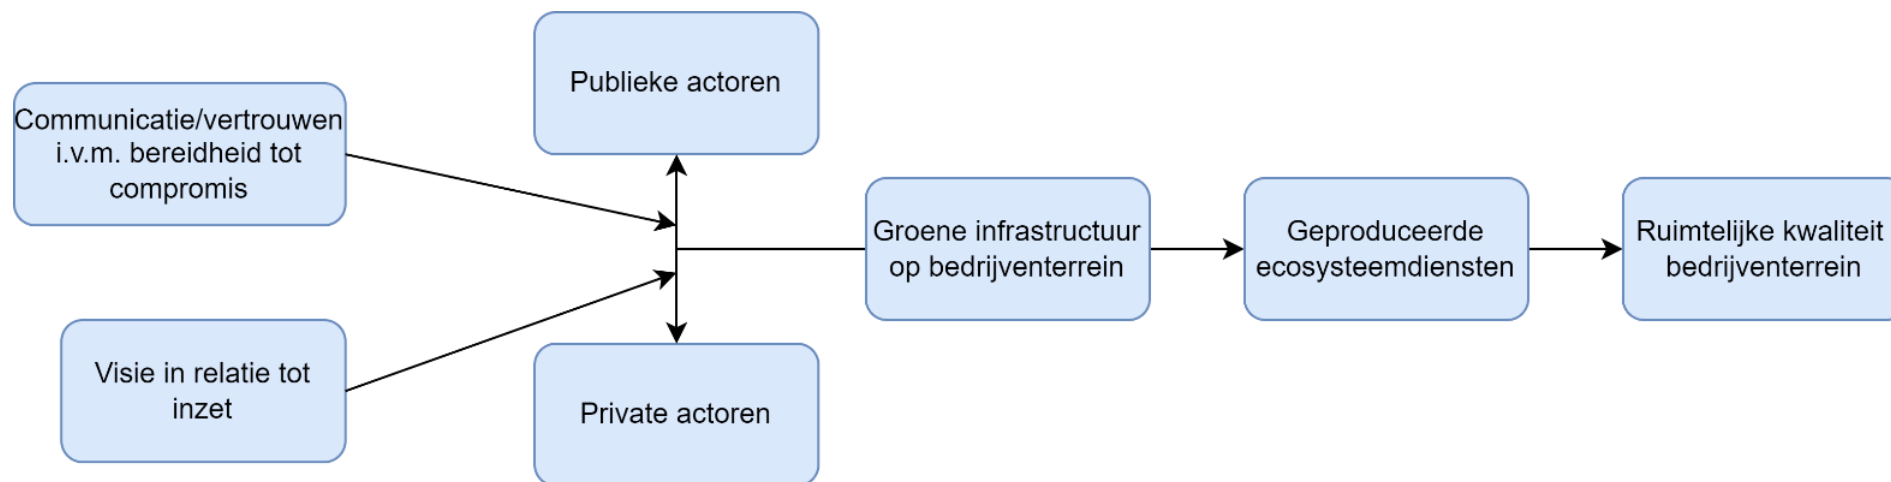 Communicatie/vertrouwen
i.v.m. bereidheid tot
compromis
Visie in relatie tot
inzet
Publieke actoren
Private actoren
Groene infrastructuur
op bedrijventerrein
Geproduceerde
ecosysteemdiensten
Ruimtelijke kwaliteit
bedrijventerrein